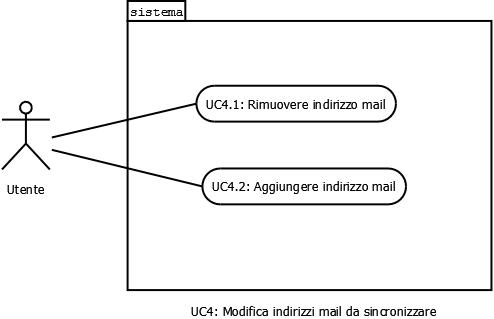 sistema
UC4.1: Rimuovere indirizzo mail
UC4.2: Aggiungere indirizzo mail
Utente
UC4: Modifica indirizzi mail da sincronizzare